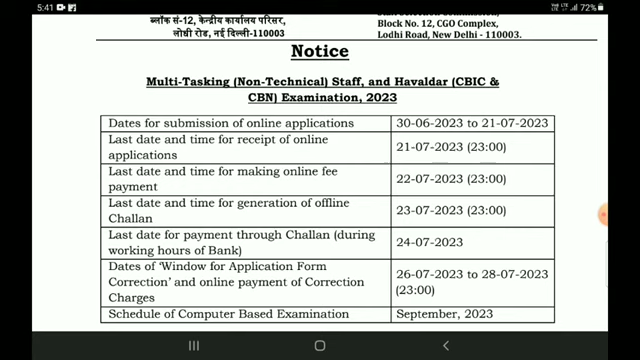 5:41
72%
ब्लॉक सं-12, केन्द्रीय कार्यालय परिसर,
लोधी रोड, नई दिल्ली-110003
Block No. 12, CGO Complex,
Lodhi Road, New Delhi - 110003.
Notice
Multi-Tasking (Non-Technical) Staff, and Havaldar (CBIC &
CBN) Examination, 2023
Dates for submission of online applications 30-06-2023 to 21-07-2023
Last date and time for receipt of online
applications 21-07-2023 (23:00)
Last date and time for making online fee
payment 22-07-2023 (23:00)
Last date and time for generation of offline
Challan 23-07-2023 (23:00)
Last date for payment through Challan (during
working hours of Bank) 24-07-2023
Dates of ‘Window for Application Form
Correction’ and online payment of Correction
Charges 26-07-2023 to 28-07-2023
(23:00)
Schedule of Computer Based Examination September, 2023